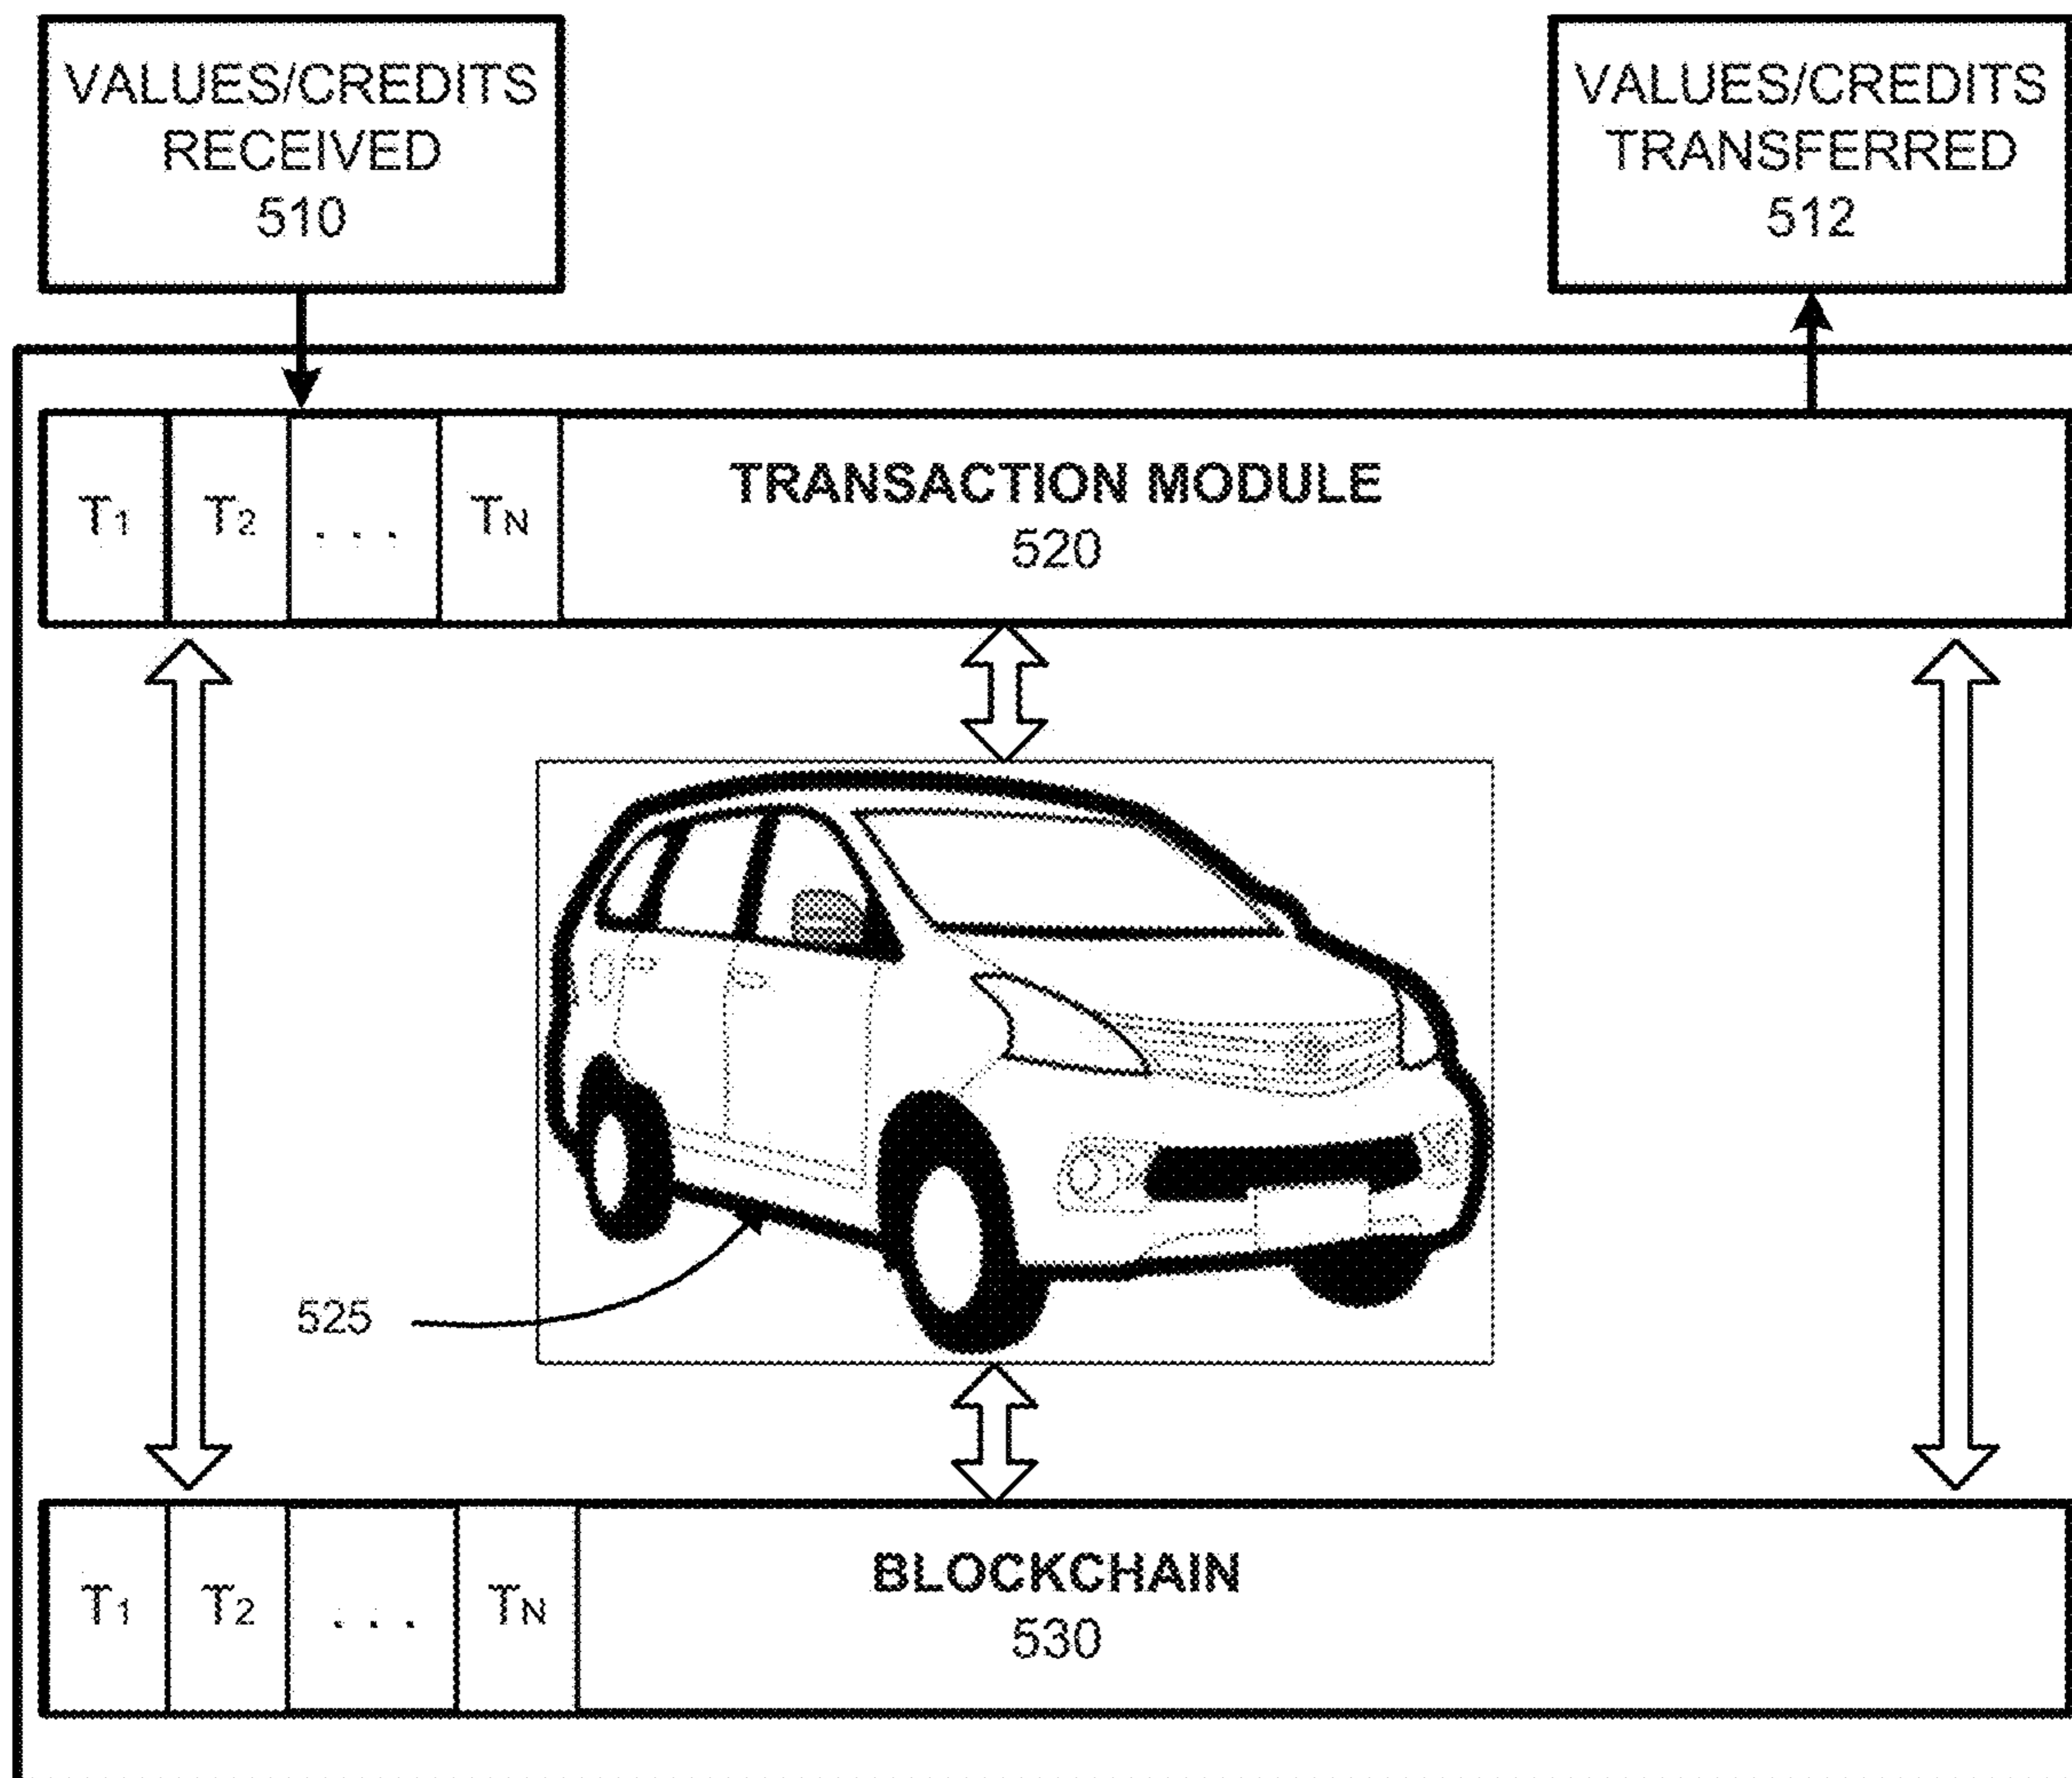 VALUES/CREDITS
RECEIVED
510
VALUES/CREDITS
TRANSFERRED
512
T1 T2 . . . TN
TRANSACTION MODULE
520
525
T1 T2 . . . TN
BLOCKCHAIN
530